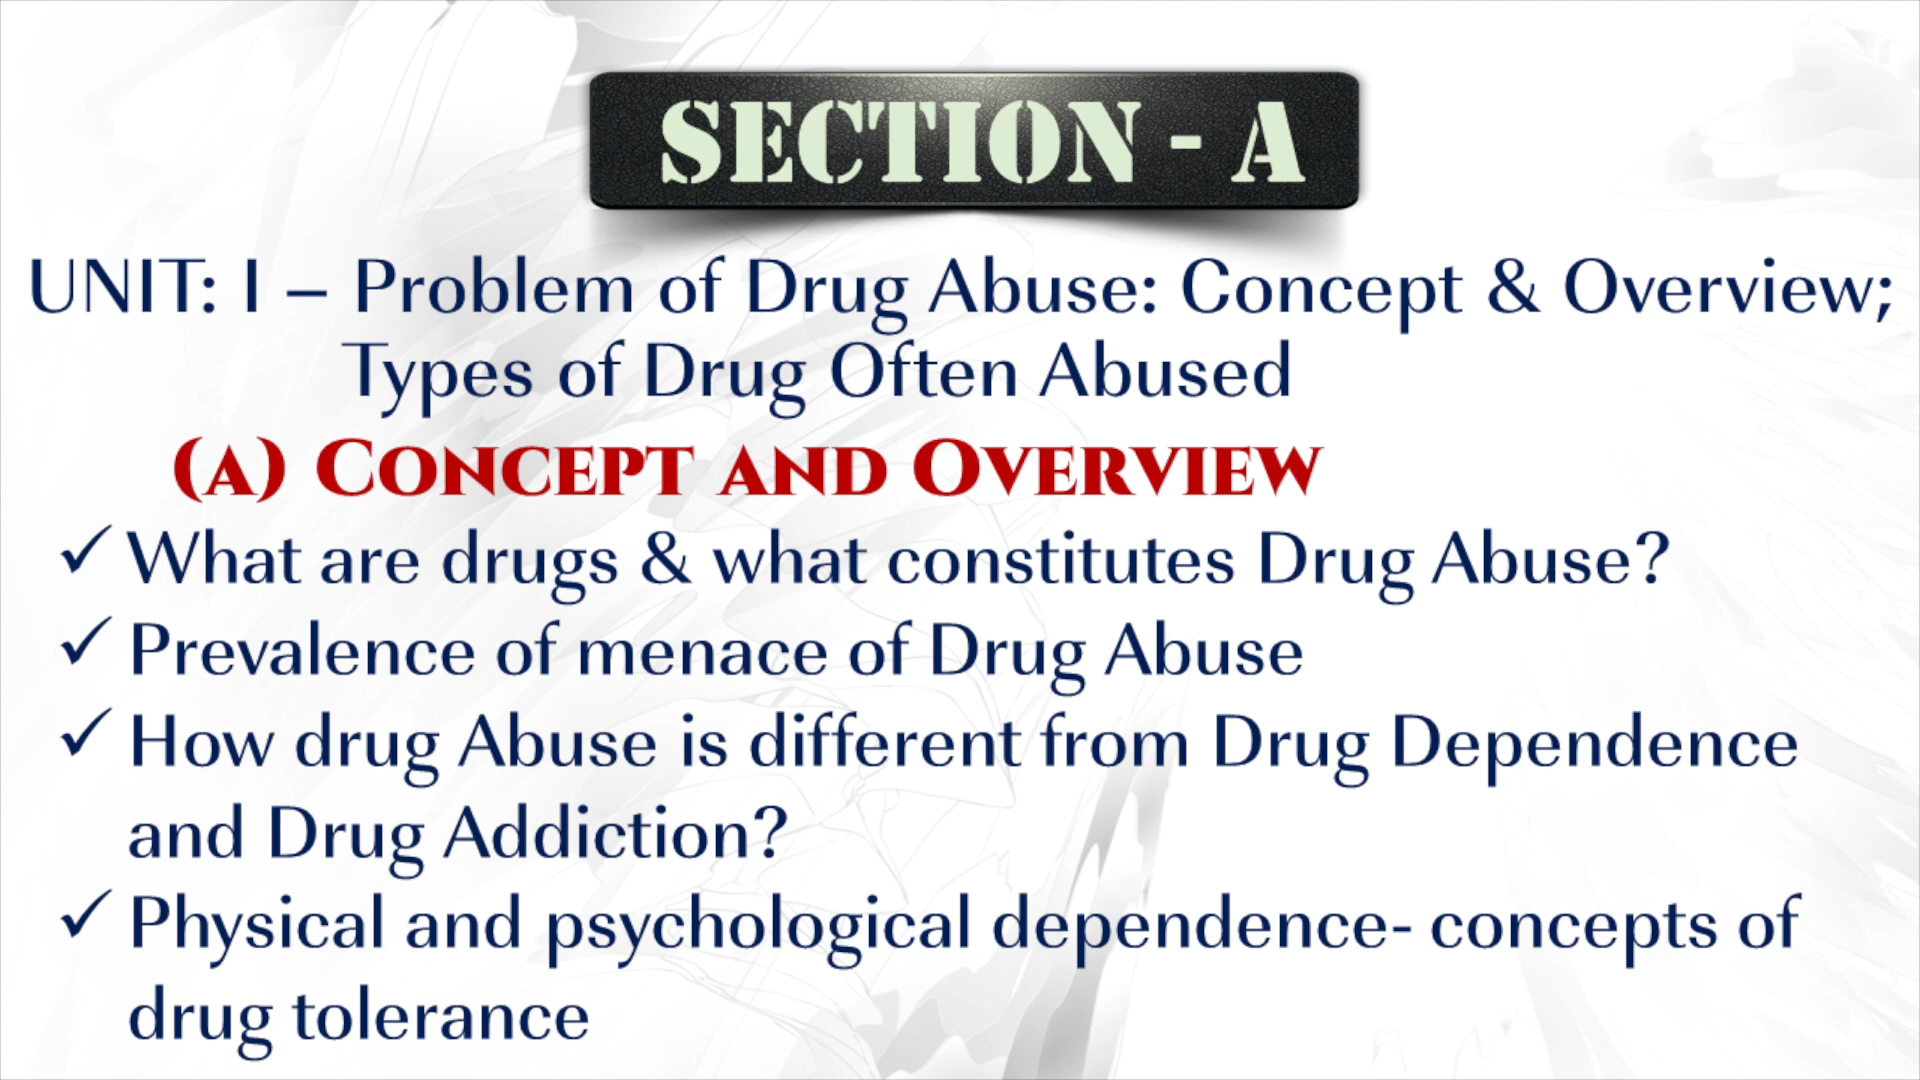 SECTION - A
UNIT: I – Problem of Drug Abuse: Concept & Overview;
Types of Drug Often Abused
(A) CONCEPT AND OVERVIEW
✓ What are drugs & what constitutes Drug Abuse?
✓ Prevalence of menace of Drug Abuse
✓ How drug Abuse is different from Drug Dependence
and Drug Addiction?
✓ Physical and psychological dependence- concepts of
drug tolerance